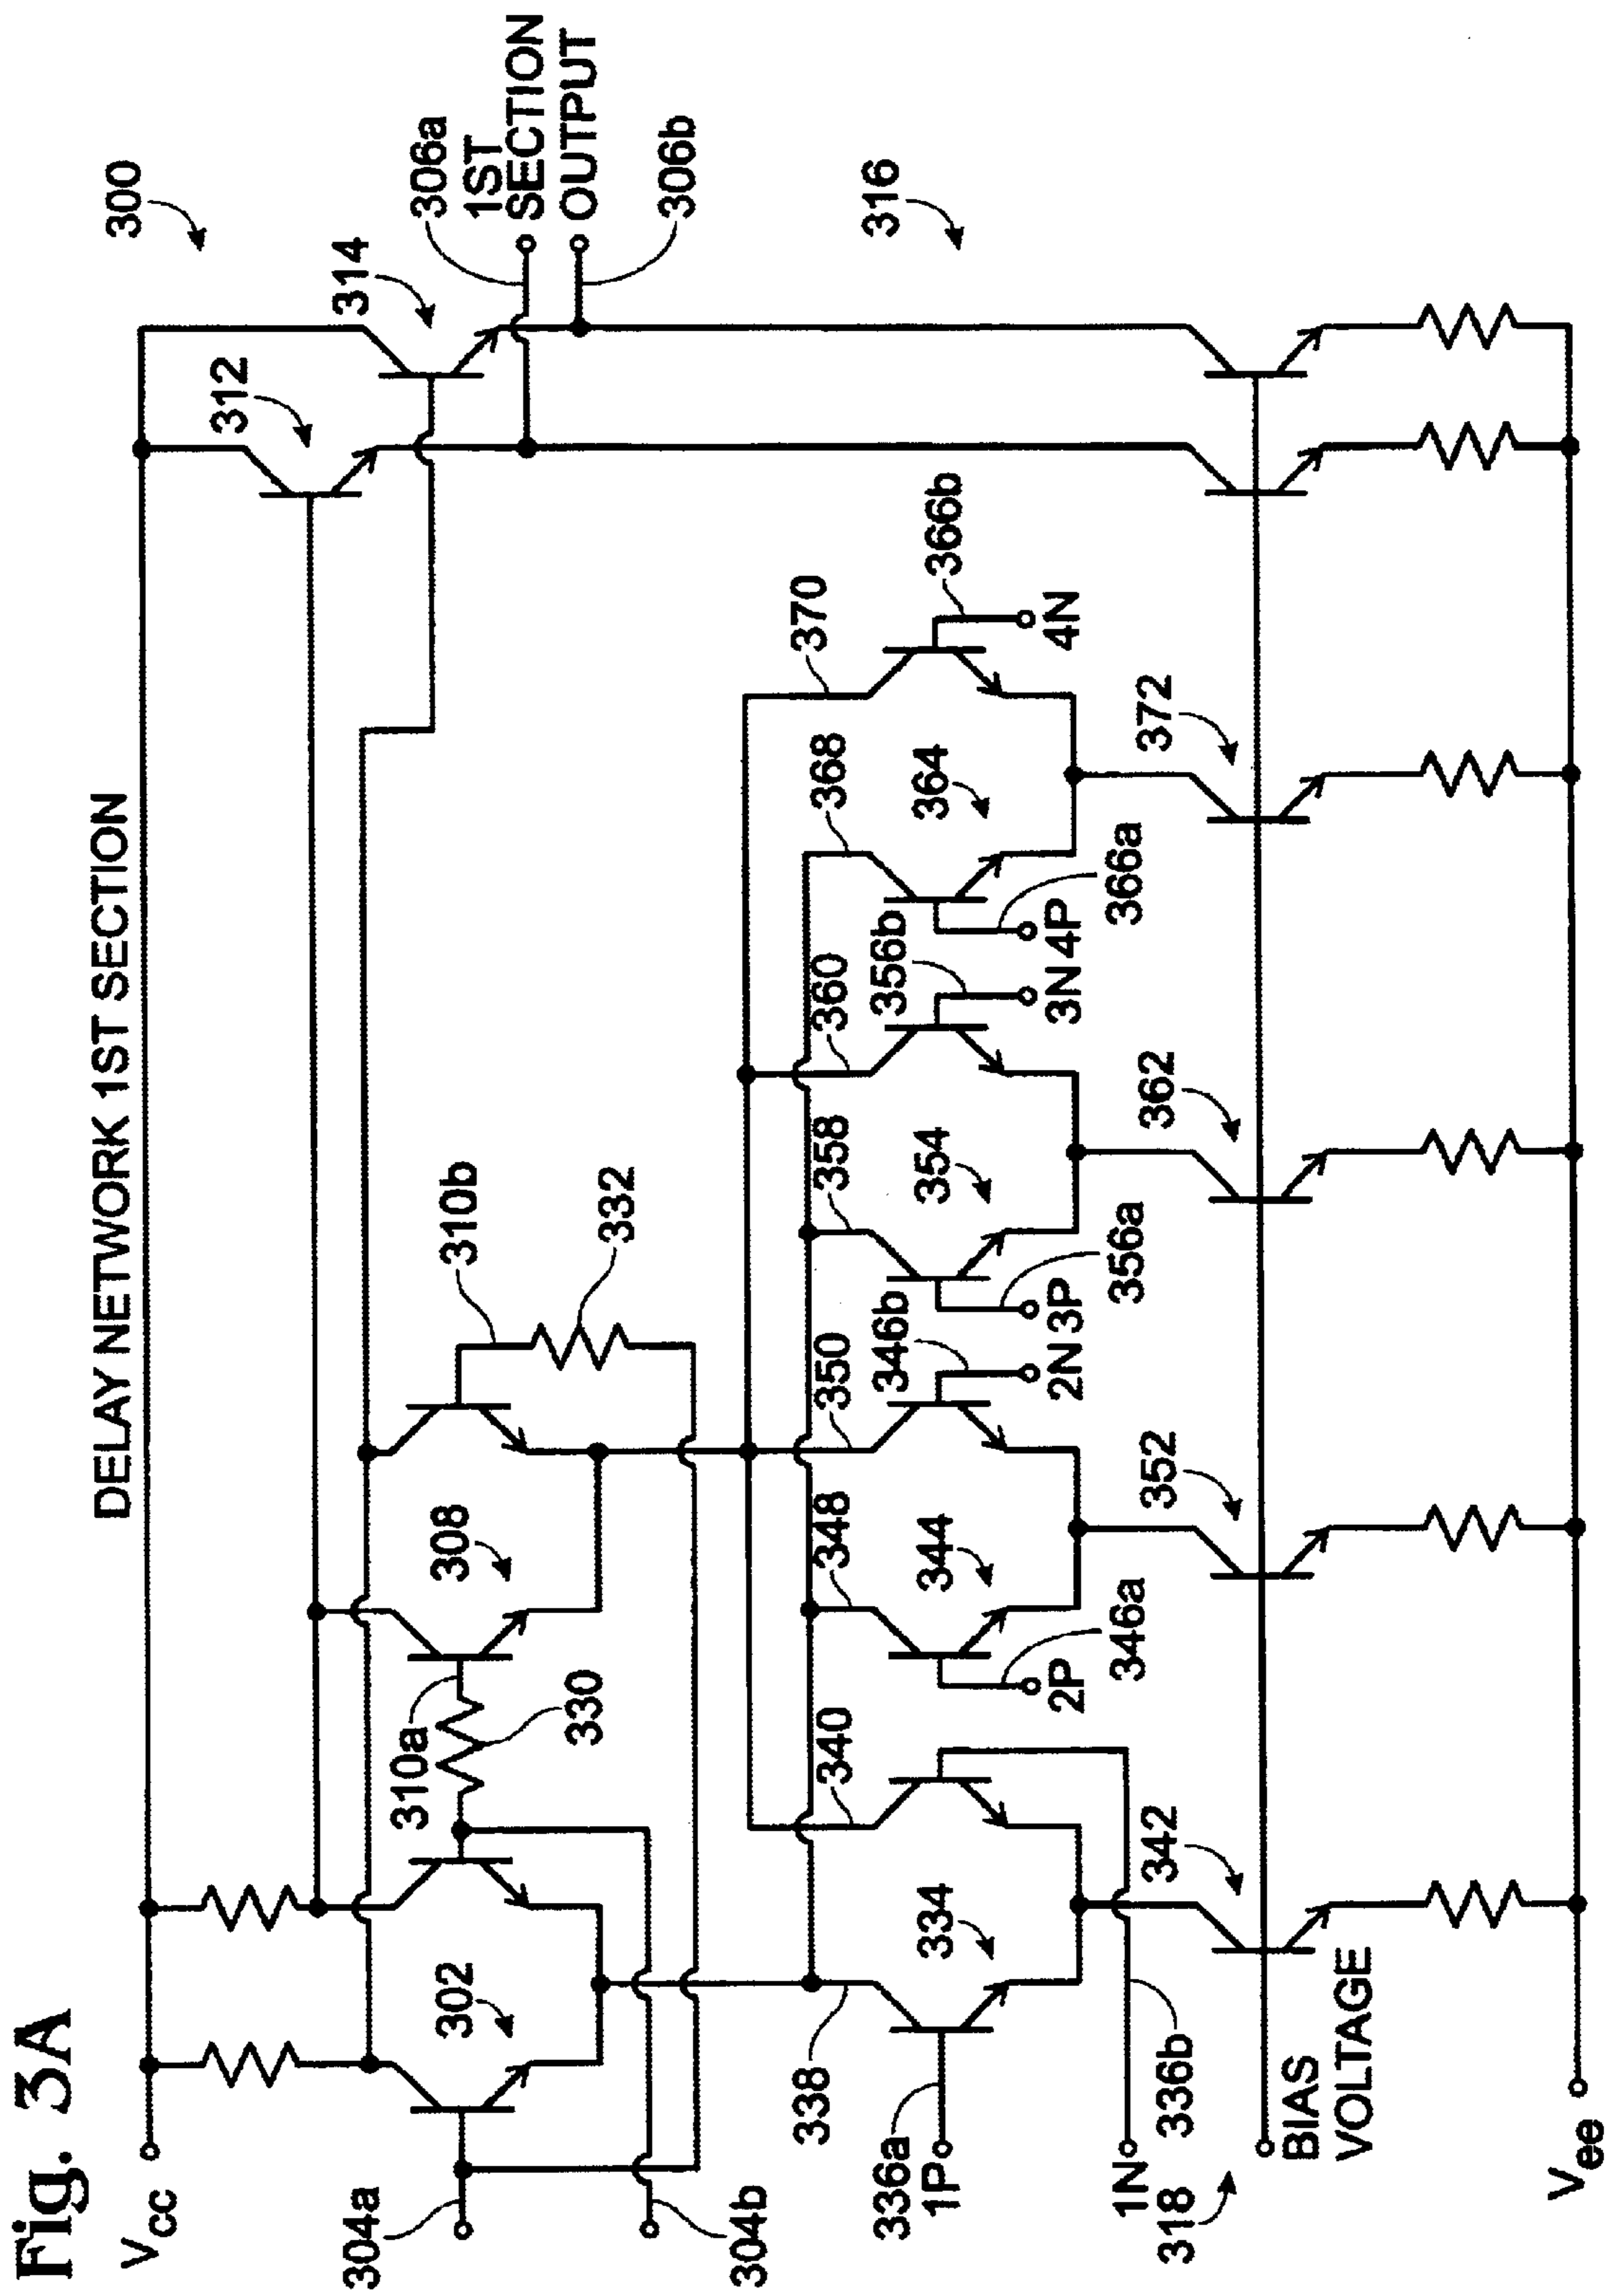 Fig. 3A
DELAY NETWORK 1ST SECTION
300
Vcc
312
314
306a
1ST
SECTION
OUTPUT
306b
304a
302
310a
330
308
310b
332
304b
316
338
340
348
350
358
360
368
370
336a
1P
334
344
346b
354
356b
364
366b
2P
346a
2N
3P
356a
3N
4P
366a
4N
1N
336b
342
352
362
372
318
BIAS
VOLTAGE
Vee